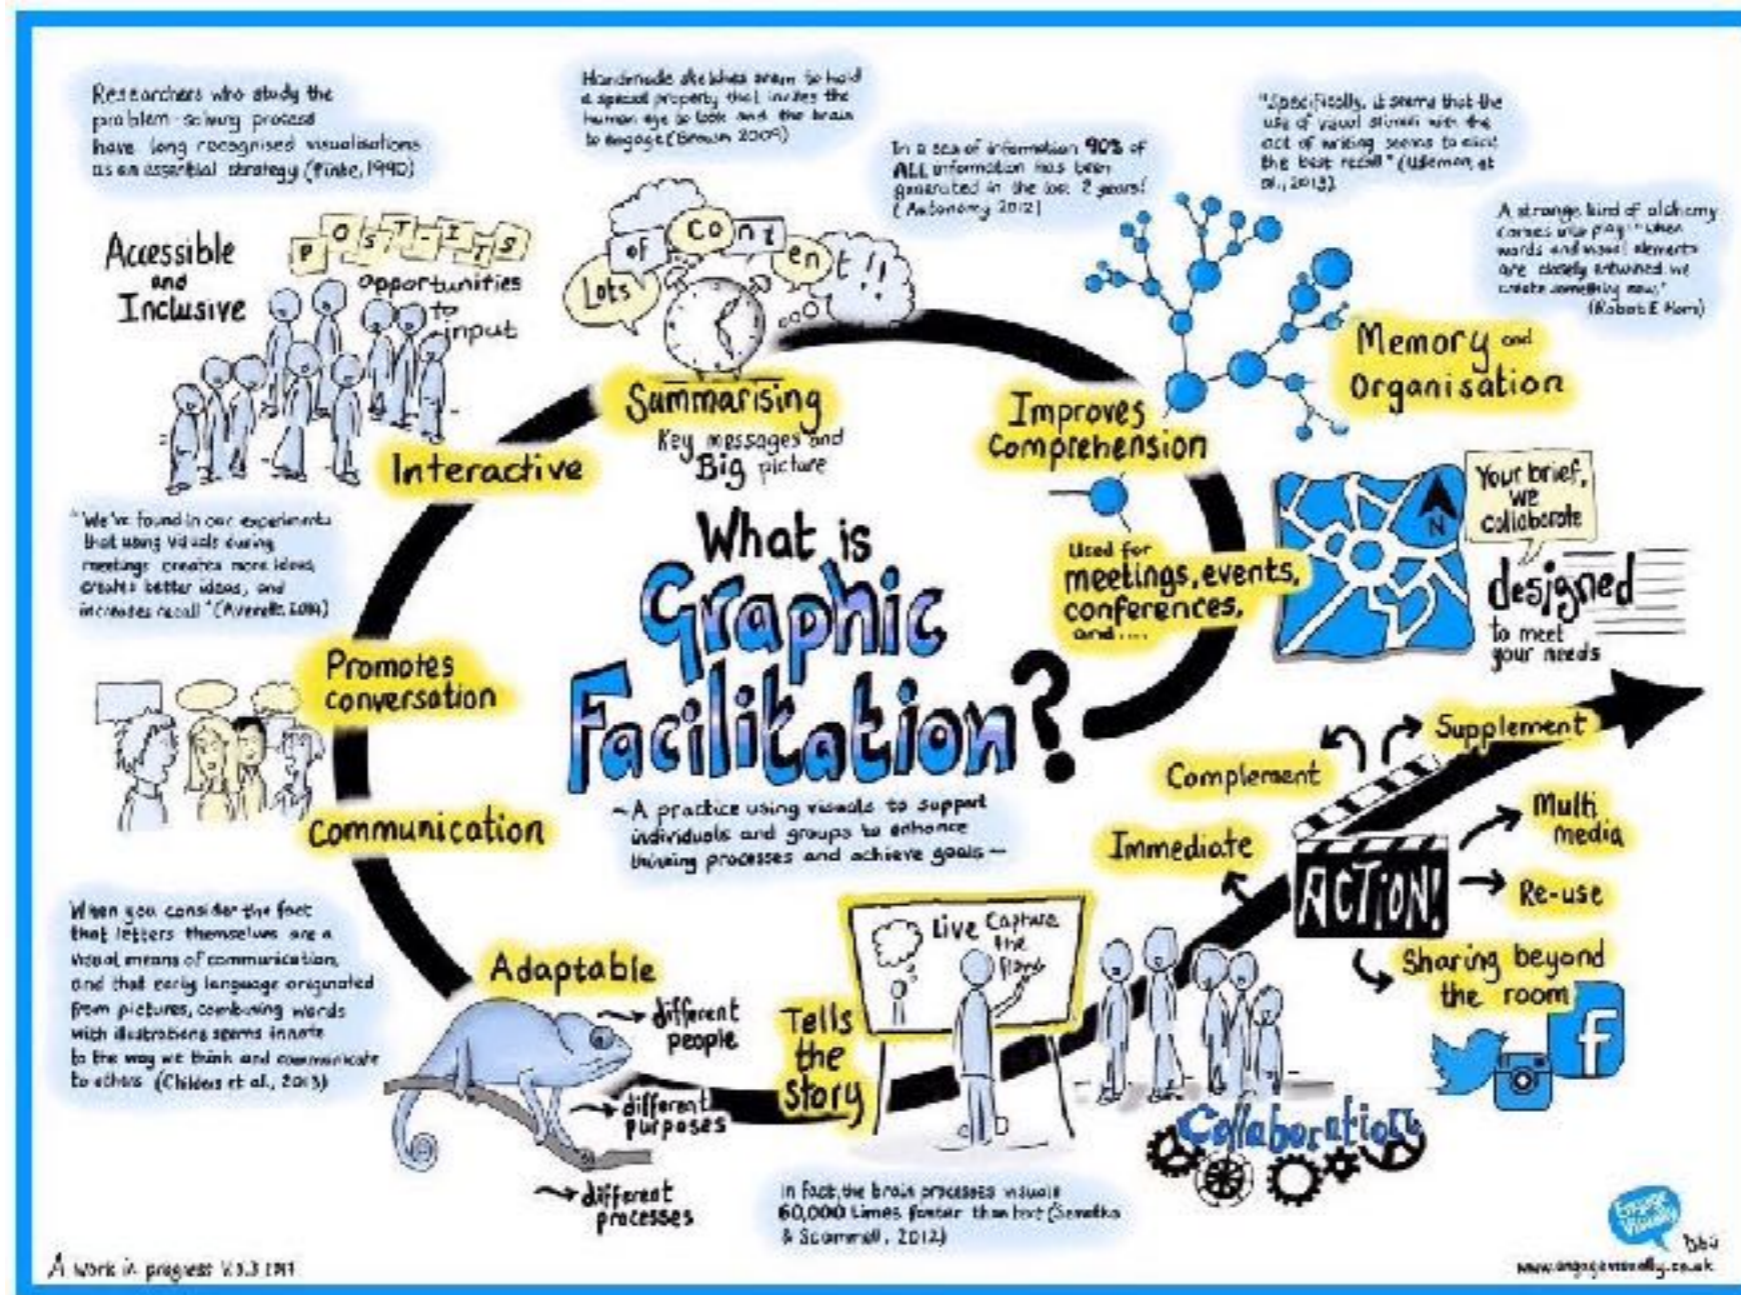 Researchers who study the
problem-solving process
have long recognised visualisations
as an essential strategy (Finke, 1990)
Handmade sketches seem to hold
a special property that invites the
human eye to look and the brain
to engage (Brown 2009)
In a sea of information 90% of
ALL information has been
generated in the last 2 years!
(Autonomy 2012)
"Specifically, it seems that the
use of visual stimuli with the
act of writing seems to elicit
the best recall" (et
al., 2013)
A strange kind of alchemy
comes into play "when
words and visual elements
are closely entwined we
create something new."
(Robert E Horn)
Accessible
and
Inclusive
POST-ITS
Opportunities
to
input
Lots of content!!
Summarising
Key messages and
Big picture
Interactive
Improves
Comprehension
Memory and
Organisation
N
Your brief,
we
collaborate
designed
to meet
your needs
Used for
meetings, events,
conferences,
and ....
What is
Graphic
Facilitation?
- A practice using visuals to support
individuals and groups to enhance
thinking processes and achieve goals -
"We've found in our experiments
that using visuals during
meetings creates more ideas,
creates better ideas, and
increases recall" (
Promotes
conversation
Communication
When you consider the fact
that letters themselves are a
visual means of communication,
and that early language originated
from pictures, combining words
with illustrations seems innate
to the way we think and communicate
to others (Childers et al., 2013)
Adaptable
different
people
different
purposes
different
processes
Tells
the
story
Live Capture
the
In fact, the brain processes visuals
60,000 times faster than text (
& 2012)
Collaboration
Immediate
Complement
Supplement
ACTION!
Multi
media
Re-use
Sharing beyond
the room
f
A work in progress V.3.3 2017
Engage
Visually
www.engagevisually.co.uk